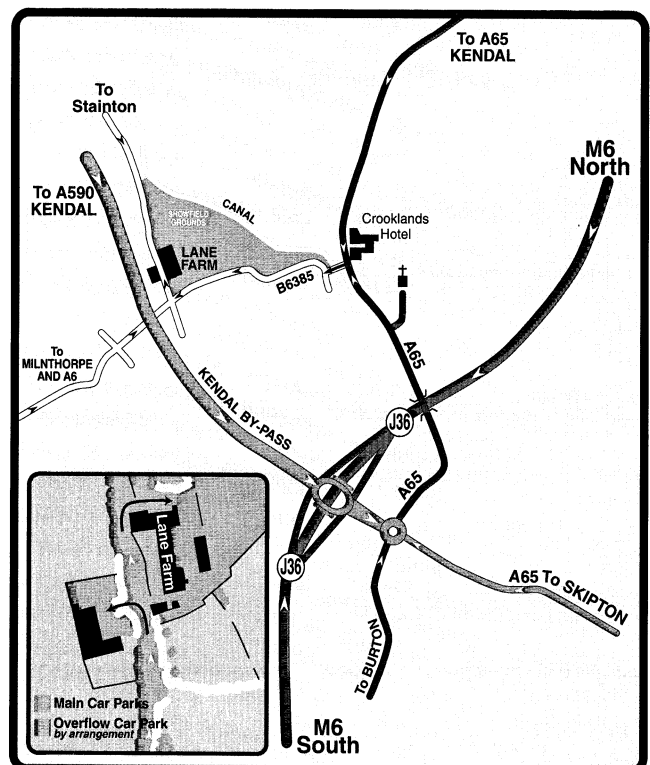 To A65
KENDAL
To
Stainton
M6
North
To A590
KENDAL
CANAL
SHOWFIELD
GROUNDS
Crooklands
Hotel
LANE
FARM
B6385
To
MILNTHORPE
AND A6
A65
KENDAL BY-PASS
J36
A65
J36
A65 To SKIPTON
To BURTON
M6
South
Lane Farm
Main Car Parks
Overflow Car Park
by arrangement